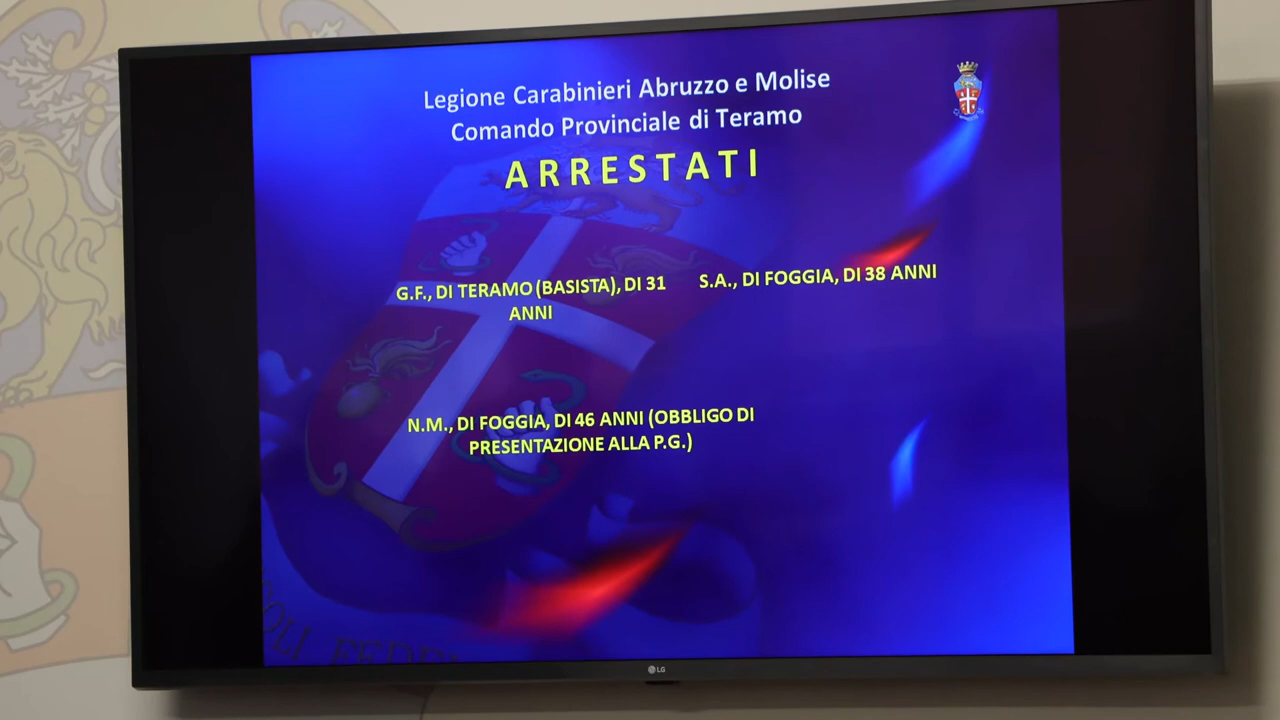 Legione Carabinieri Abruzzo e Molise
Comando Provinciale di Teramo
ARRESTATI
G.F., DI TERAMO (BASISTA), DI 31 ANNI
S.A., DI FOGGIA, DI 38 ANNI
N.M., DI FOGGIA, DI 46 ANNI (OBBLIGO DI
PRESENTAZIONE ALLA P.G.)
LG